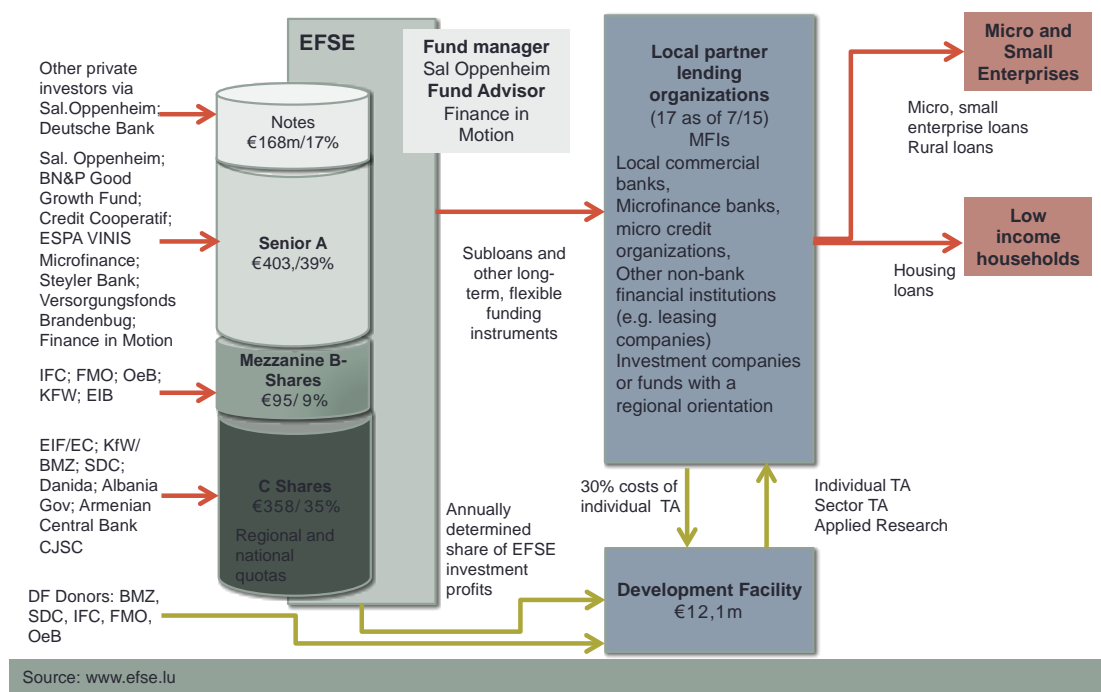 EFSE
Fund manager
Sal Oppenheim
Fund Advisor
Finance in
Motion
Other private
investors via
Sal.Oppenheim;
Deutsche Bank
Notes
€168m/17%
Sal. Oppenheim;
BN&P Good
Growth Fund;
Credit Cooperatif;
ESPA VINIS
Microfinance;
Steyler Bank;
Versorgungsfonds
Brandenbug;
Finance in Motion
Senior A
€403,/39%
IFC; FMO; OeB;
KFW; EIB
Mezzanine B-
Shares
€95/ 9%
EIF/EC; KfW/
BMZ; SDC;
Danida; Albania
Gov; Armenian
Central Bank
CJSC
C Shares
€358/ 35%
Regional and
national
quotas
DF Donors: BMZ,
SDC, IFC, FMO,
OeB
Subloans and
other long-
term, flexible
funding
instruments
Annually
determined
share of EFSE
investment
profits
Local partner
lending
organizations
(17 as of 7/15)
MFIs
Local commercial
banks,
Microfinance banks,
micro credit
organizations,
Other non-bank
financial institutions
(e.g. leasing
companies)
Investment companies
or funds with a
regional orientation
30% costs of
individual TA
Individual TA
Sector TA
Applied Research
Development Facility
€12,1m
Micro and
Small
Enterprises
Micro, small
enterprise loans
Rural loans
Low
income
households
Housing
loans
Source: www.efse.lu